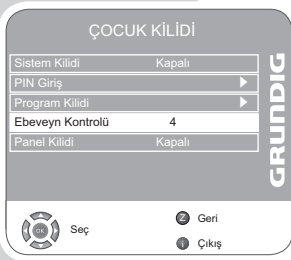 ÇOCUK KİLİDİ
Sistem Kilidi Kapalı
PIN Giriş
Program Kilidi
Ebeveyn Kontrolü 4
Panel Kilidi Kapalı
GRUNDIG
OK Seç
Z Geri
i Çıkış